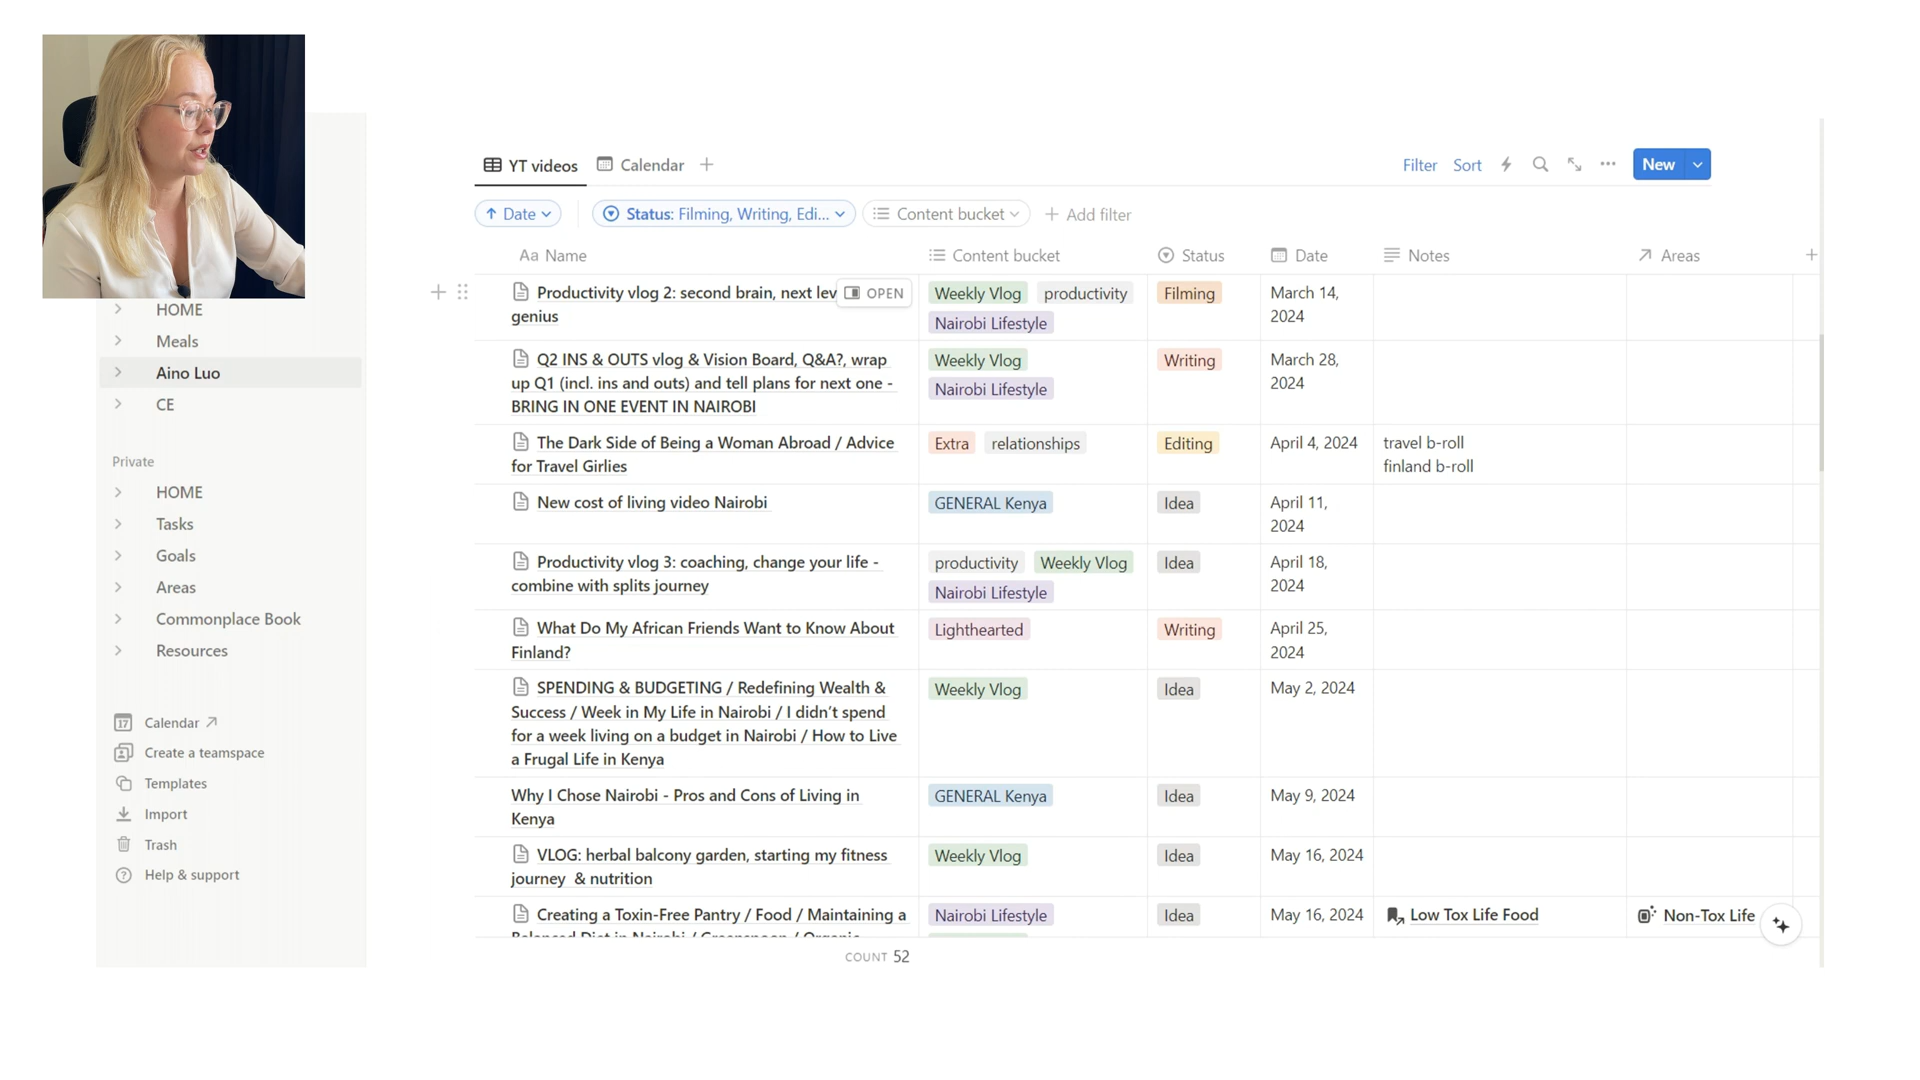 HOME
Meals
Aino Luo
CE
Private
HOME
Tasks
Goals
Areas
Commonplace Book
Resources
17 Calendar
Create a teamspace
Templates
Import
Trash
Help & support
YT videos Calendar
Filter Sort New
Date Status: Filming, Writing, Edi... Content bucket Add filter
Aa Name Content bucket Status Date Notes Areas
Productivity vlog 2: second brain, next lev OPEN Weekly Vlog productivity Filming March 14,
genius Nairobi Lifestyle 2024
Q2 INS & OUTS vlog & Vision Board, Q&A?, wrap Weekly Vlog Writing March 28,
up Q1 (incl. ins and outs) and tell plans for next one - Nairobi Lifestyle 2024
BRING IN ONE EVENT IN NAIROBI
The Dark Side of Being a Woman Abroad / Advice Extra relationships Editing April 4, 2024 travel b-roll
for Travel Girlies finland b-roll
New cost of living video Nairobi GENERAL Kenya Idea April 11,
2024
Productivity vlog 3: coaching, change your life - productivity Weekly Vlog Idea April 18,
combine with splits journey Nairobi Lifestyle 2024
What Do My African Friends Want to Know About Lighthearted Writing April 25,
Finland? 2024
SPENDING & BUDGETING / Redefining Wealth & Weekly Vlog Idea May 2, 2024
Success / Week in My Life in Nairobi / I didn't spend
for a week living on a budget in Nairobi / How to Live
a Frugal Life in Kenya
Why I Chose Nairobi - Pros and Cons of Living in GENERAL Kenya Idea May 9, 2024
Kenya
VLOG: herbal balcony garden, starting my fitness Weekly Vlog Idea May 16, 2024
journey & nutrition
Creating a Toxin-Free Pantry / Food / Maintaining a Nairobi Lifestyle Idea May 16, 2024 Low Tox Life Food Non-Tox Life
Balanced Diet in Nairobi / Greenspoon / Organic
COUNT 52